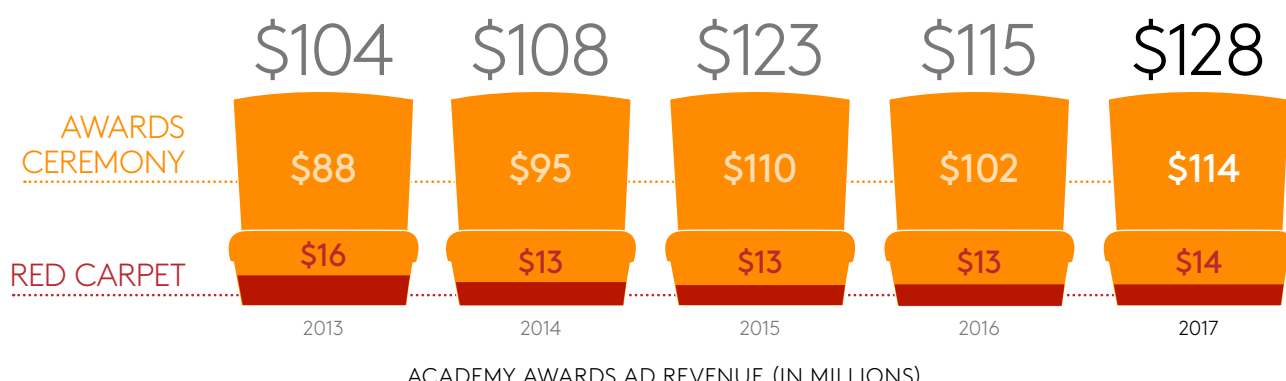 $104 $108 $123 $115 $128
AWARDS
CEREMONY
$88 $95 $110 $102 $114
$16 $13 $13 $13 $14
RED CARPET
2013 2014 2015 2016 2017
ACADEMY AWARDS AD REVENUE (IN MILLIONS)